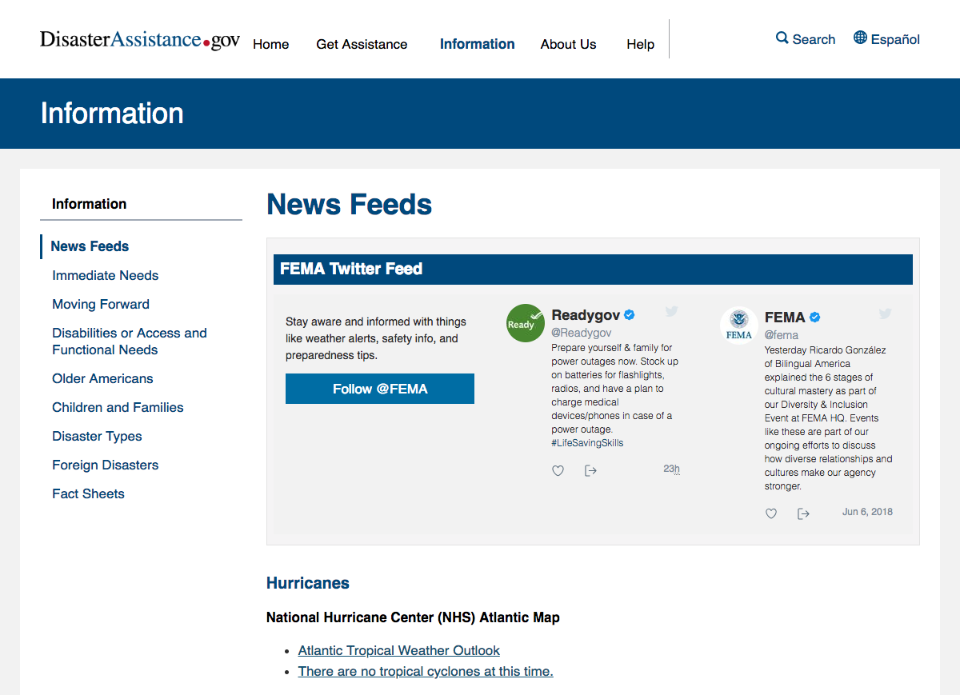 DisasterAssistance.gov
Home
Get Assistance
Information
About Us
Help
Search
Español
Information
Information
News Feeds
Immediate Needs
Moving Forward
Disabilities or Access and
Functional Needs
Older Americans
Children and Families
Disaster Types
Foreign Disasters
Fact Sheets
News Feeds
FEMA Twitter Feed
Stay aware and informed with things
like weather alerts, safety info, and
preparedness tips.
Follow @FEMA
Ready
Readygov
@Readygov
Prepare yourself & family for
power outages now. Stock up
on batteries for flashlights,
radios, and have a plan to
charge medical
devices/phones in case of a
power outage.
#LifeSavingSkills
23h
FEMA
FEMA
@fema
Yesterday Ricardo González
of Bilingual America
explained the 6 stages of
cultural mastery as part of
our Diversity & Inclusion
Event at FEMA HQ. Events
like these are part of our
ongoing efforts to discuss
how diverse relationships and
cultures make our agency
stronger.
Jun 6, 2018
Hurricanes
National Hurricane Center (NHS) Atlantic Map
Atlantic Tropical Weather Outlook
There are no tropical cyclones at this time.